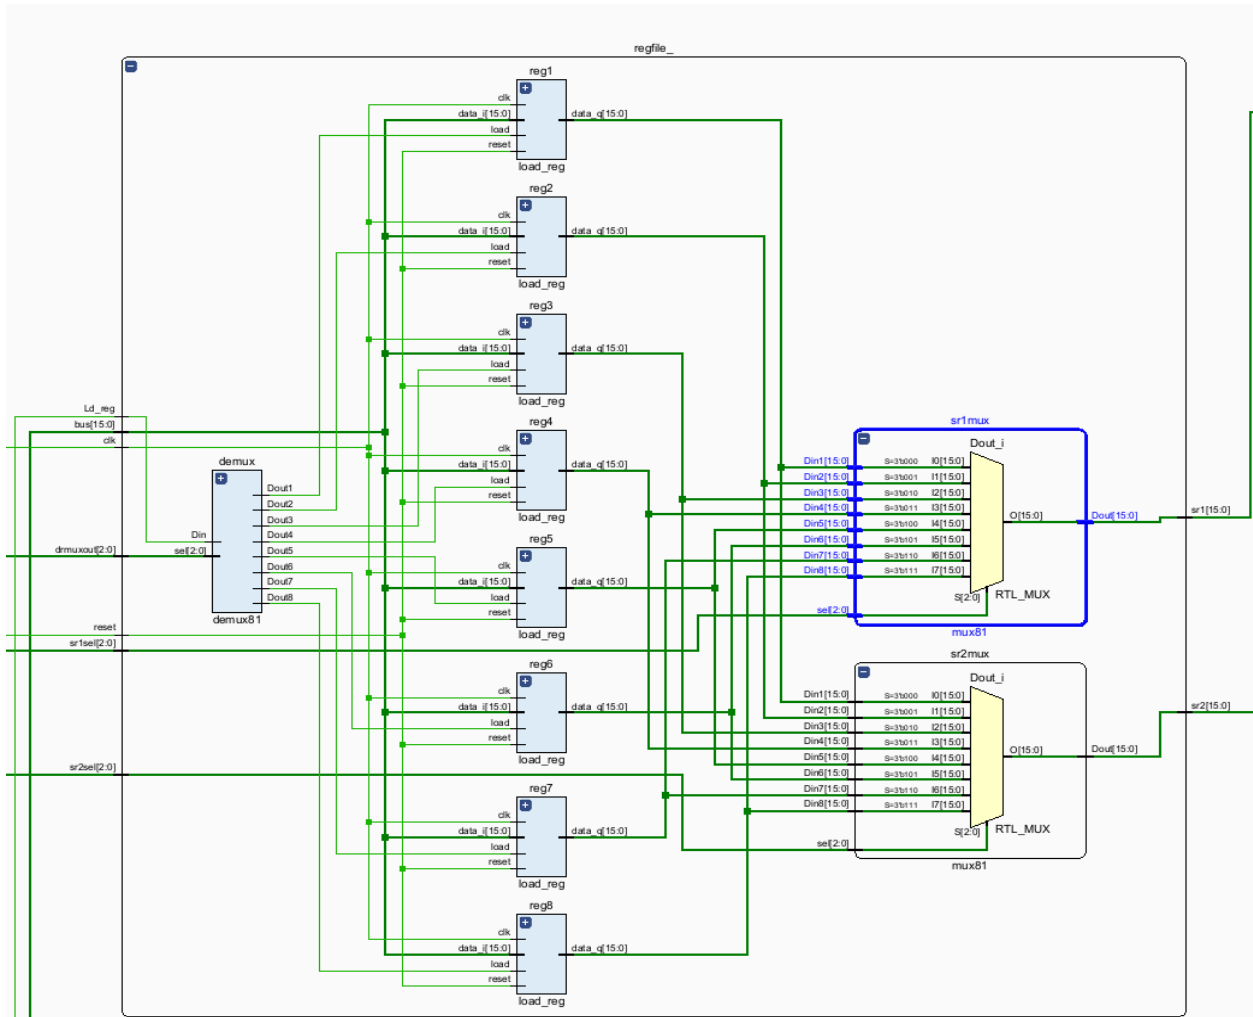 regfile_
reg1
clk
data_i[15:0]
data_q[15:0]
load
reset
load_reg
reg2
clk
data_i[15:0]
data_q[15:0]
load
reset
load_reg
reg3
clk
data_i[15:0]
data_q[15:0]
load
reset
load_reg
Ld_reg
bus[15:0]
clk
reg4
clk
data_i[15:0]
data_q[15:0]
load
reset
load_reg
demux
Dout1
Dout2
Dout3
Din
Dout4
drmuxout[2:0]
sel[2:0]
Dout5
Dout6
Dout7
Dout8
demux81
reg5
clk
data_i[15:0]
data_q[15:0]
load
reset
load_reg
reset
sr1sel[2:0]
sr1mux
Dout_i
Din1[15:0] S=3'b000 I0[15:0]
Din2[15:0] S=3'b001 I1[15:0]
Din3[15:0] S=3'b010 I2[15:0]
Din4[15:0] S=3'b011 I3[15:0]
O[15:0] Dout[15:0] sr1[15:0]
Din5[15:0] S=3'b100 I4[15:0]
Din6[15:0] S=3'b101 I5[15:0]
Din7[15:0] S=3'b110 I6[15:0]
Din8[15:0] S=3'b111 I7[15:0]
S[2:0] RTL_MUX
sel[2:0]
mux81
reg6
clk
data_i[15:0]
data_q[15:0]
load
reset
load_reg
sr2sel[2:0]
sr2mux
Dout_i
Din1[15:0] S=3'b000 I0[15:0]
Din2[15:0] S=3'b001 I1[15:0]
sr2[15:0]
Din3[15:0] S=3'b010 I2[15:0]
Din4[15:0] S=3'b011 I3[15:0]
O[15:0] Dout[15:0]
Din5[15:0] S=3'b100 I4[15:0]
Din6[15:0] S=3'b101 I5[15:0]
Din7[15:0] S=3'b110 I6[15:0]
Din8[15:0] S=3'b111 I7[15:0]
S[2:0] RTL_MUX
sel[2:0]
mux81
reg7
clk
data_i[15:0]
data_q[15:0]
load
reset
load_reg
reg8
clk
data_i[15:0]
data_q[15:0]
load
reset
load_reg